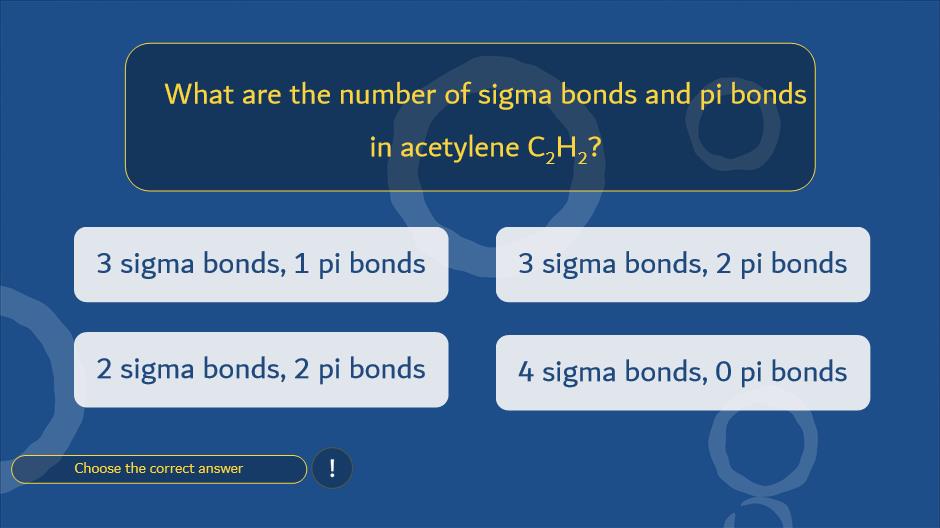 What are the number of sigma bonds and pi bonds
in acetylene C₂H₂?
3 sigma bonds, 1 pi bonds
3 sigma bonds, 2 pi bonds
2 sigma bonds, 2 pi bonds
4 sigma bonds, 0 pi bonds
Choose the correct answer
!